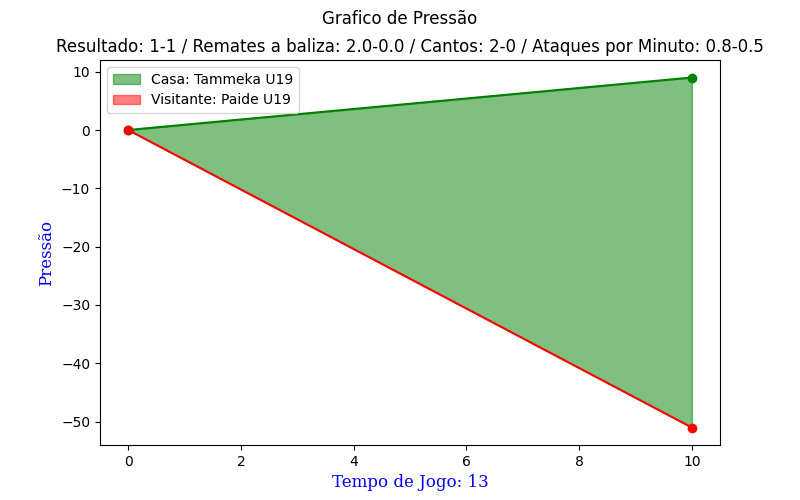 Grafico de Pressão
Resultado: 1-1 / Remates a baliza: 2.0-0.0 / Cantos: 2-0 / Ataques por Minuto: 0.8-0.5
Casa: Tammeka U19
Visitante: Paide U19
10
0
−10
−20
−30
−40
−50
Pressão
0 2 4 6 8 10
Tempo de Jogo: 13